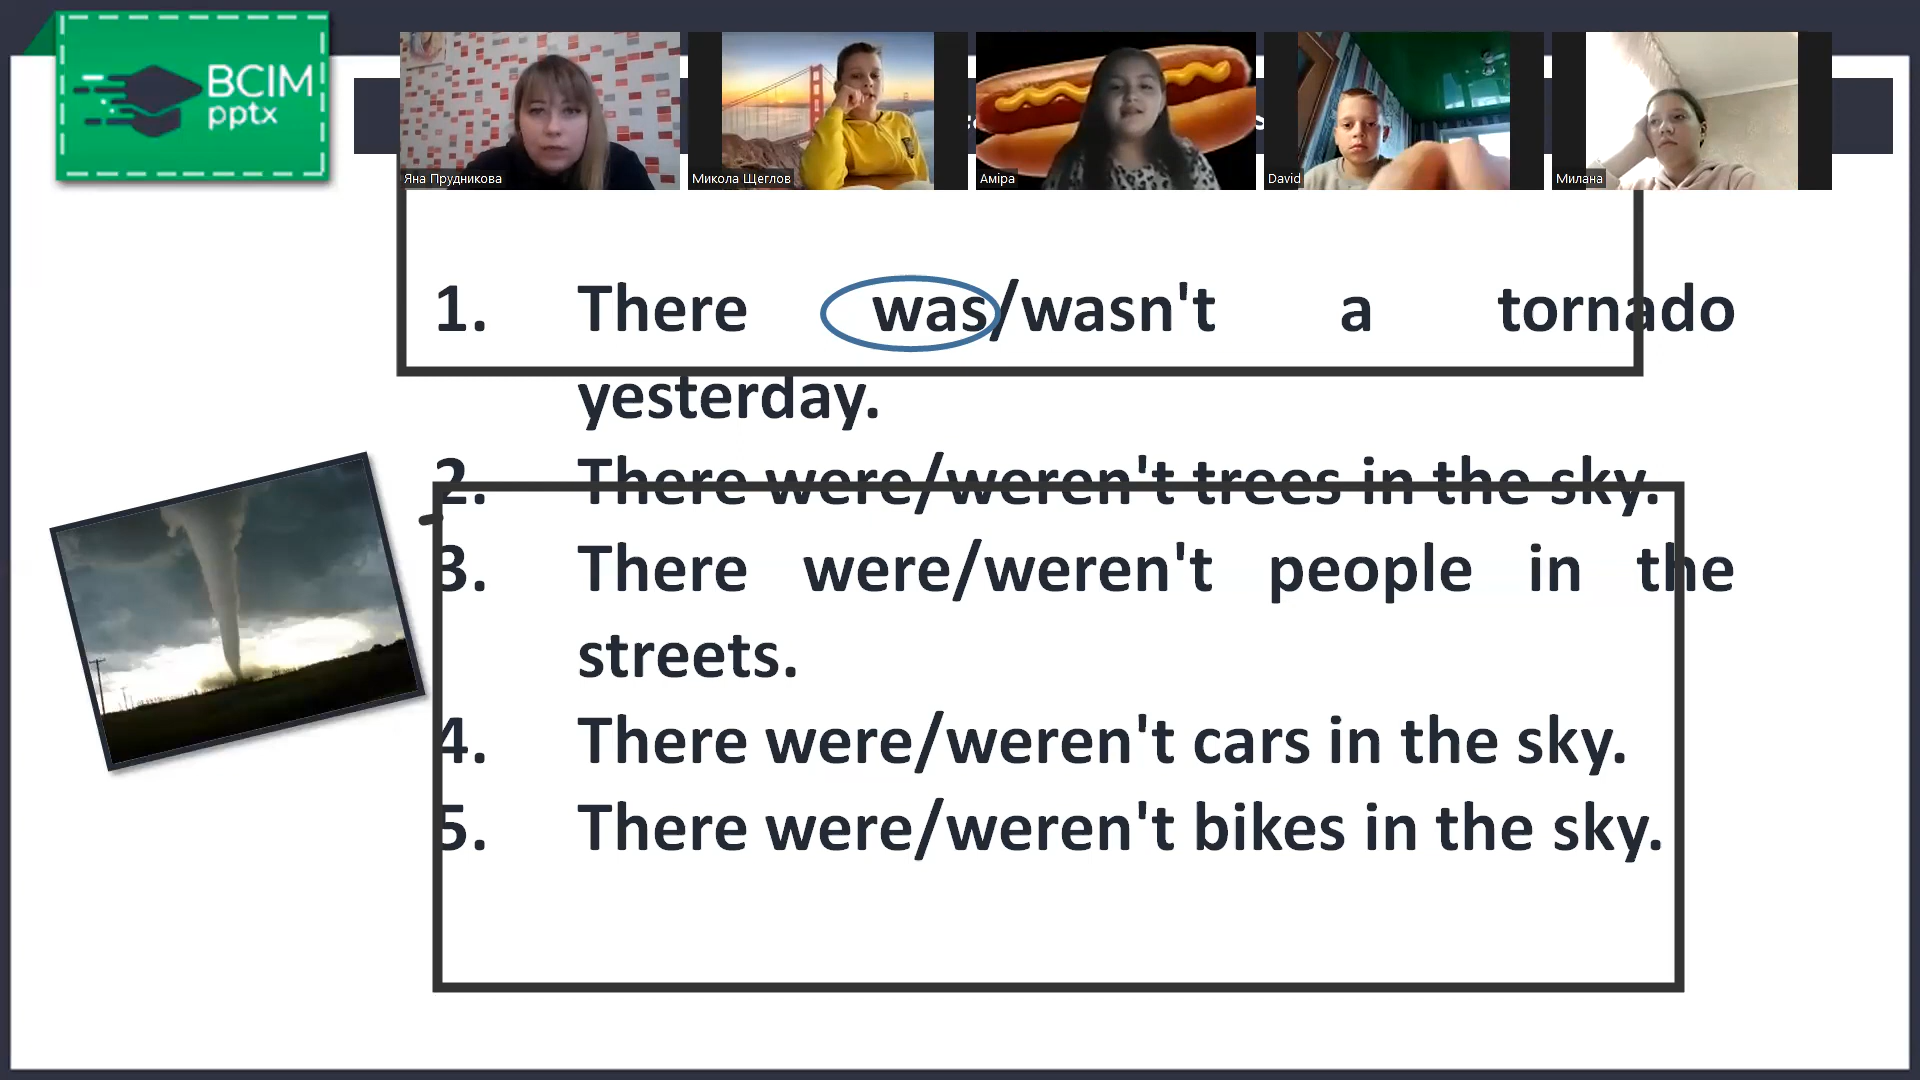 BCIM
pptx
Яна Прудникова
Микола Щеглов
Аміра
David
Милана
1. There was/wasn't a tornado
yesterday.
2. There were/weren't trees in the sky.
3. There were/weren't people in the
streets.
4. There were/weren't cars in the sky.
5. There were/weren't bikes in the sky.